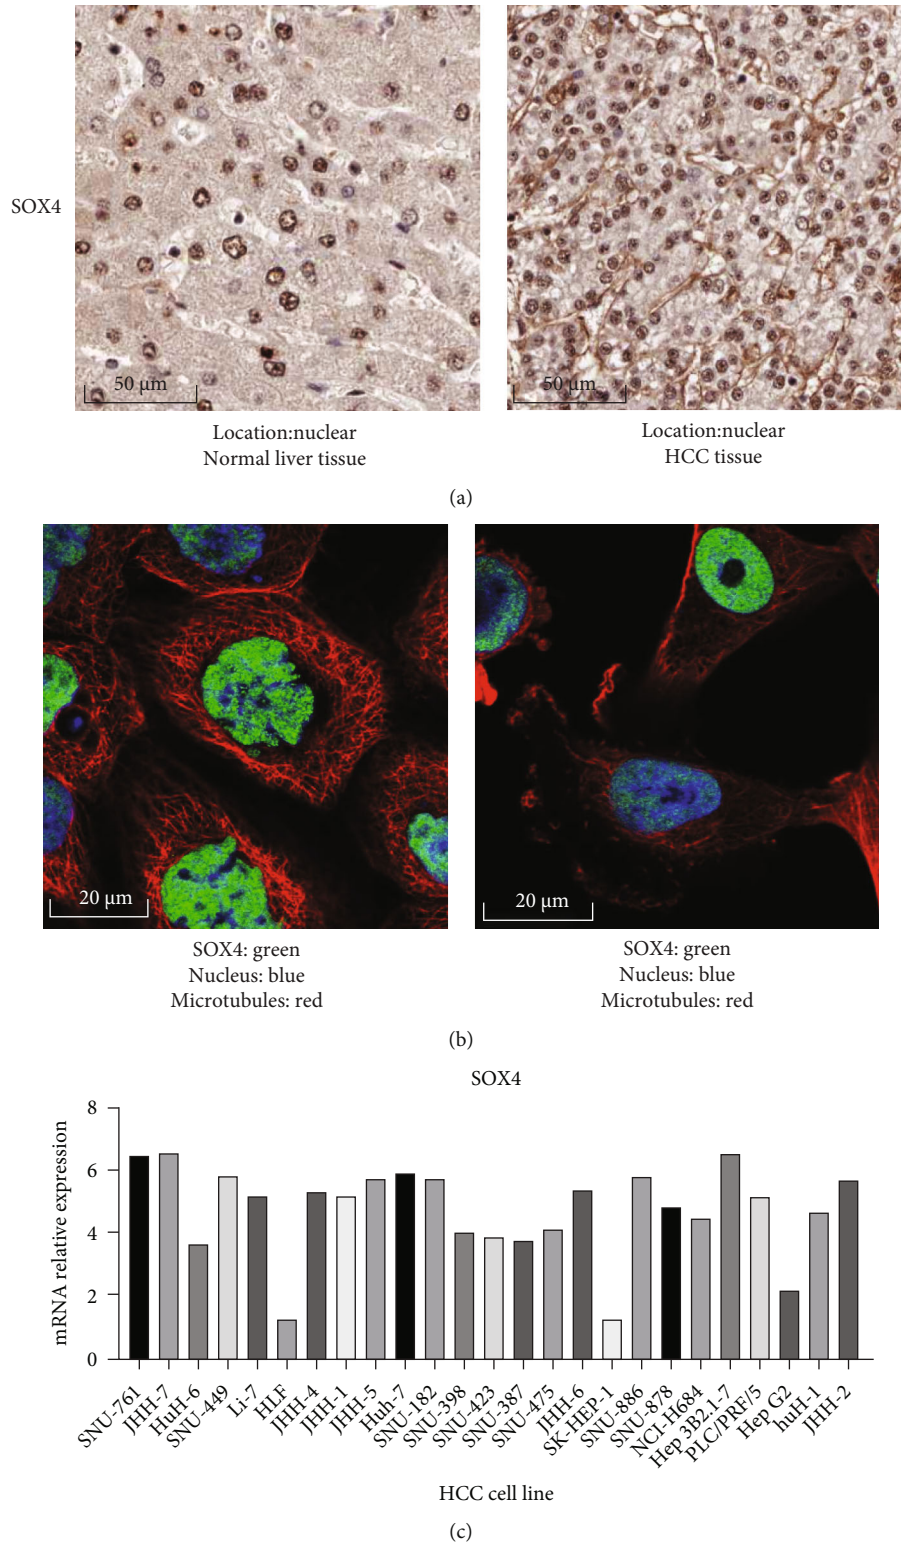 SOX4
50 µm
50 µm
Location:nuclear
Normal liver tissue
Location:nuclear
HCC tissue
(a)
20 µm
20 µm
SOX4: green
Nucleus: blue
Microtubules: red
SOX4: green
Nucleus: blue
Microtubules: red
(b)
SOX4
mRNA relative expression
8
6
4
2
0
SNU-761
JHH-7
HuH-6
SNU-449
Li-7
HLF
JHH-4
JHH-1
JHH-5
Huh-7
SNU-182
SNU-398
SNU-423
SNU-387
SNU-475
JHH-6
SK-HEP-1
SNU-886
SNU-878
NCI-H684
Hep 3B2.1-7
PLC/PRF/5
Hep G2
huH-1
JHH-2
HCC cell line
(c)